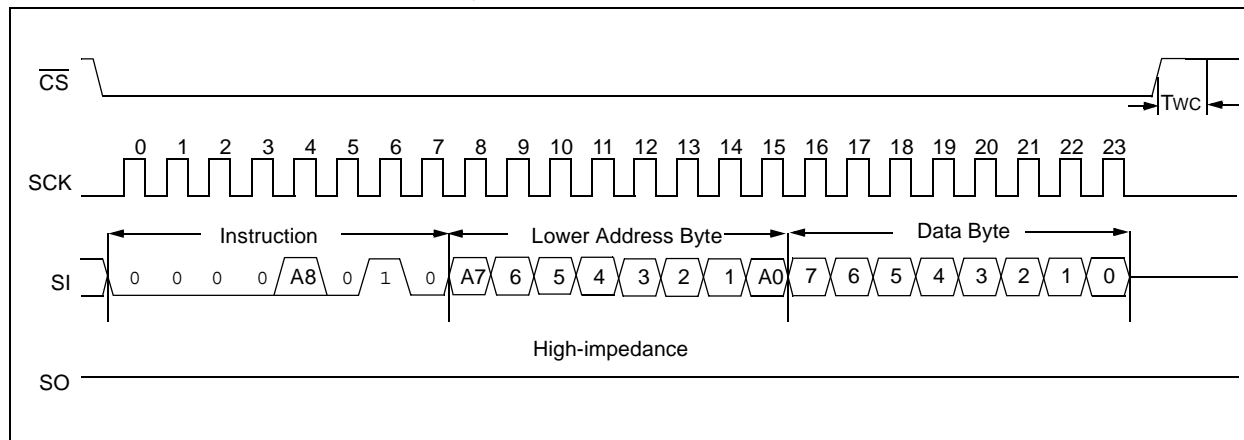 CS
TWC
0 1 2 3 4 5 6 7 8 9 10 11 12 13 14 15 16 17 18 19 20 21 22 23
SCK
Instruction Lower Address Byte Data Byte
SI 0 0 0 0 A8 0 1 0 A7 6 5 4 3 2 1 A0 7 6 5 4 3 2 1 0
High-impedance
SO